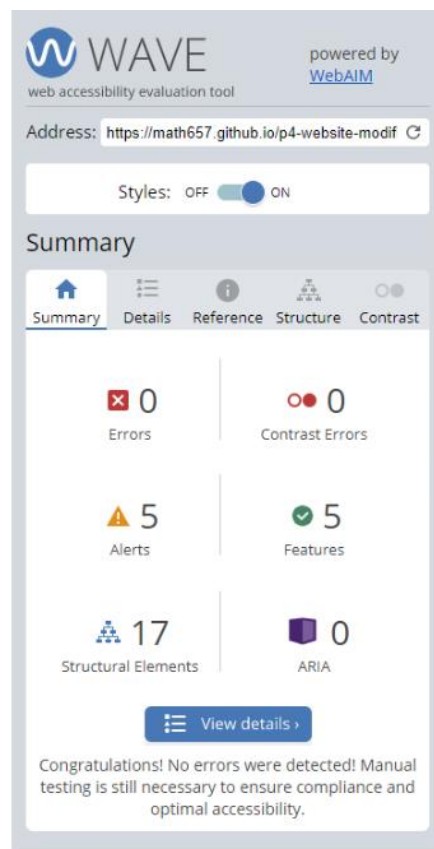 WAVE
web accessibility evaluation tool
powered by
WebAIM
Address: https://math657.github.io/p4-website-modif
Styles: OFF ON
Summary
Summary Details Reference Structure Contrast
0 0
Errors Contrast Errors
5 5
Alerts Features
17 0
Structural Elements ARIA
View details ›
Congratulations! No errors were detected! Manual
testing is still necessary to ensure compliance and
optimal accessibility.